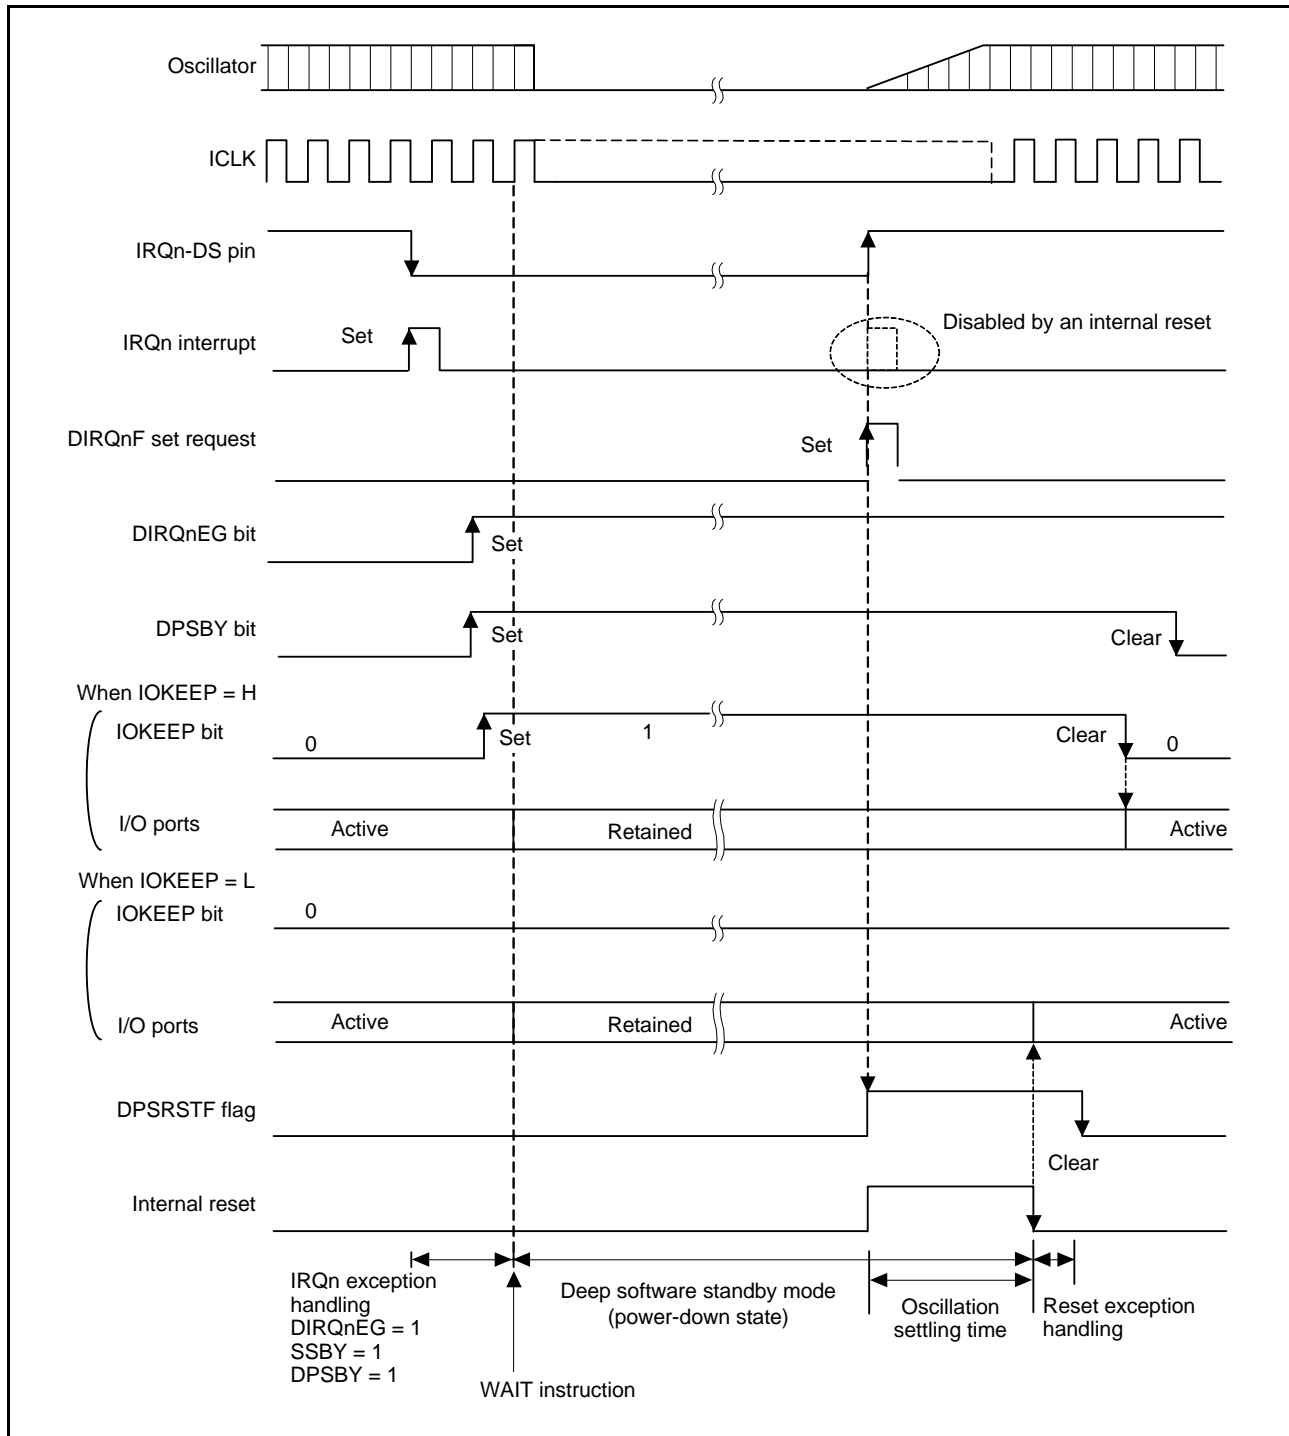 Oscillator
ICLK
IRQn-DS pin
IRQn interrupt
Set
Disabled by an internal reset
DIRQnF set request
Set
DIRQnEG bit
Set
DPSBY bit
Set
Clear
When IOKEEP = H
IOKEEP bit
0
Set
1
Clear
0
I/O ports
Active
Retained
Active
When IOKEEP = L
IOKEEP bit
0
I/O ports
Active
Retained
Active
DPSRSTF flag
Clear
Internal reset
IRQn exception
handling
DIRQnEG = 1
SSBY = 1
DPSBY = 1
Deep software standby mode
(power-down state)
Oscillation
settling time
Reset exception
handling
WAIT instruction